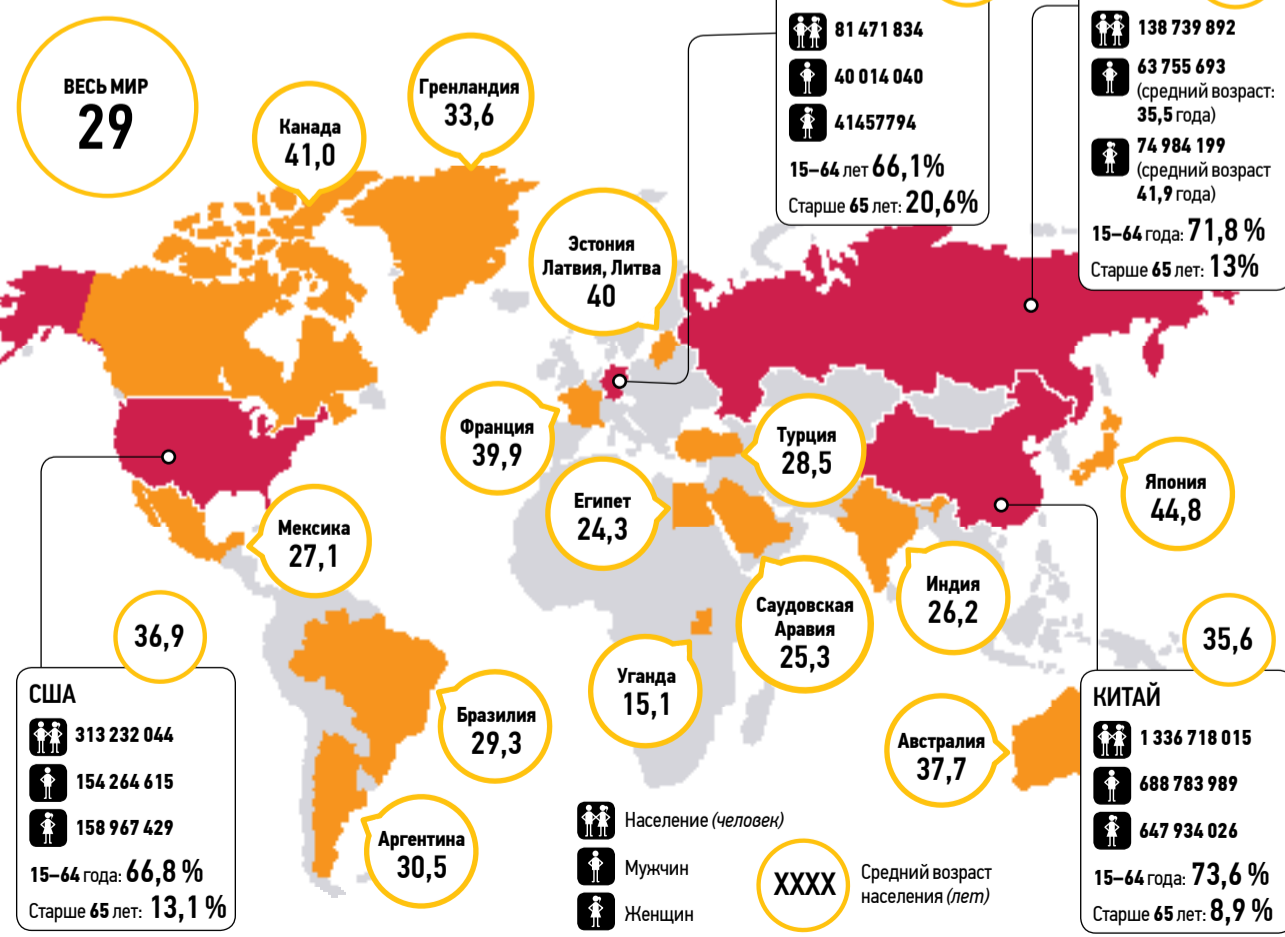 ВЕСЬ МИР
29
Канада
41,0
Гренландия
33,6
Эстония
Латвия, Литва
40
81 471 834
40 014 040
41457794
15–64 лет 66,1%
Старше 65 лет: 20,6%
138 739 892
63 755 693
(средний возраст:
35,5 года)
74 984 199
(средний возраст
41,9 года)
15–64 года: 71,8 %
Старше 65 лет: 13%
Франция
39,9
Турция
28,5
Египет
24,3
Япония
44,8
Мексика
27,1
Индия
26,2
Саудовская
Аравия
25,3
Уганда
15,1
Бразилия
29,3
Австралия
37,7
Аргентина
30,5
36,9
США
313 232 044
154 264 615
158 967 429
15–64 года: 66,8 %
Старше 65 лет: 13,1 %
Население (человек)
Мужчин
Женщин
XXXX
Средний возраст
населения (лет)
35,6
КИТАЙ
1 336 718 015
688 783 989
647 934 026
15–64 года: 73,6 %
Старше 65 лет: 8,9 %